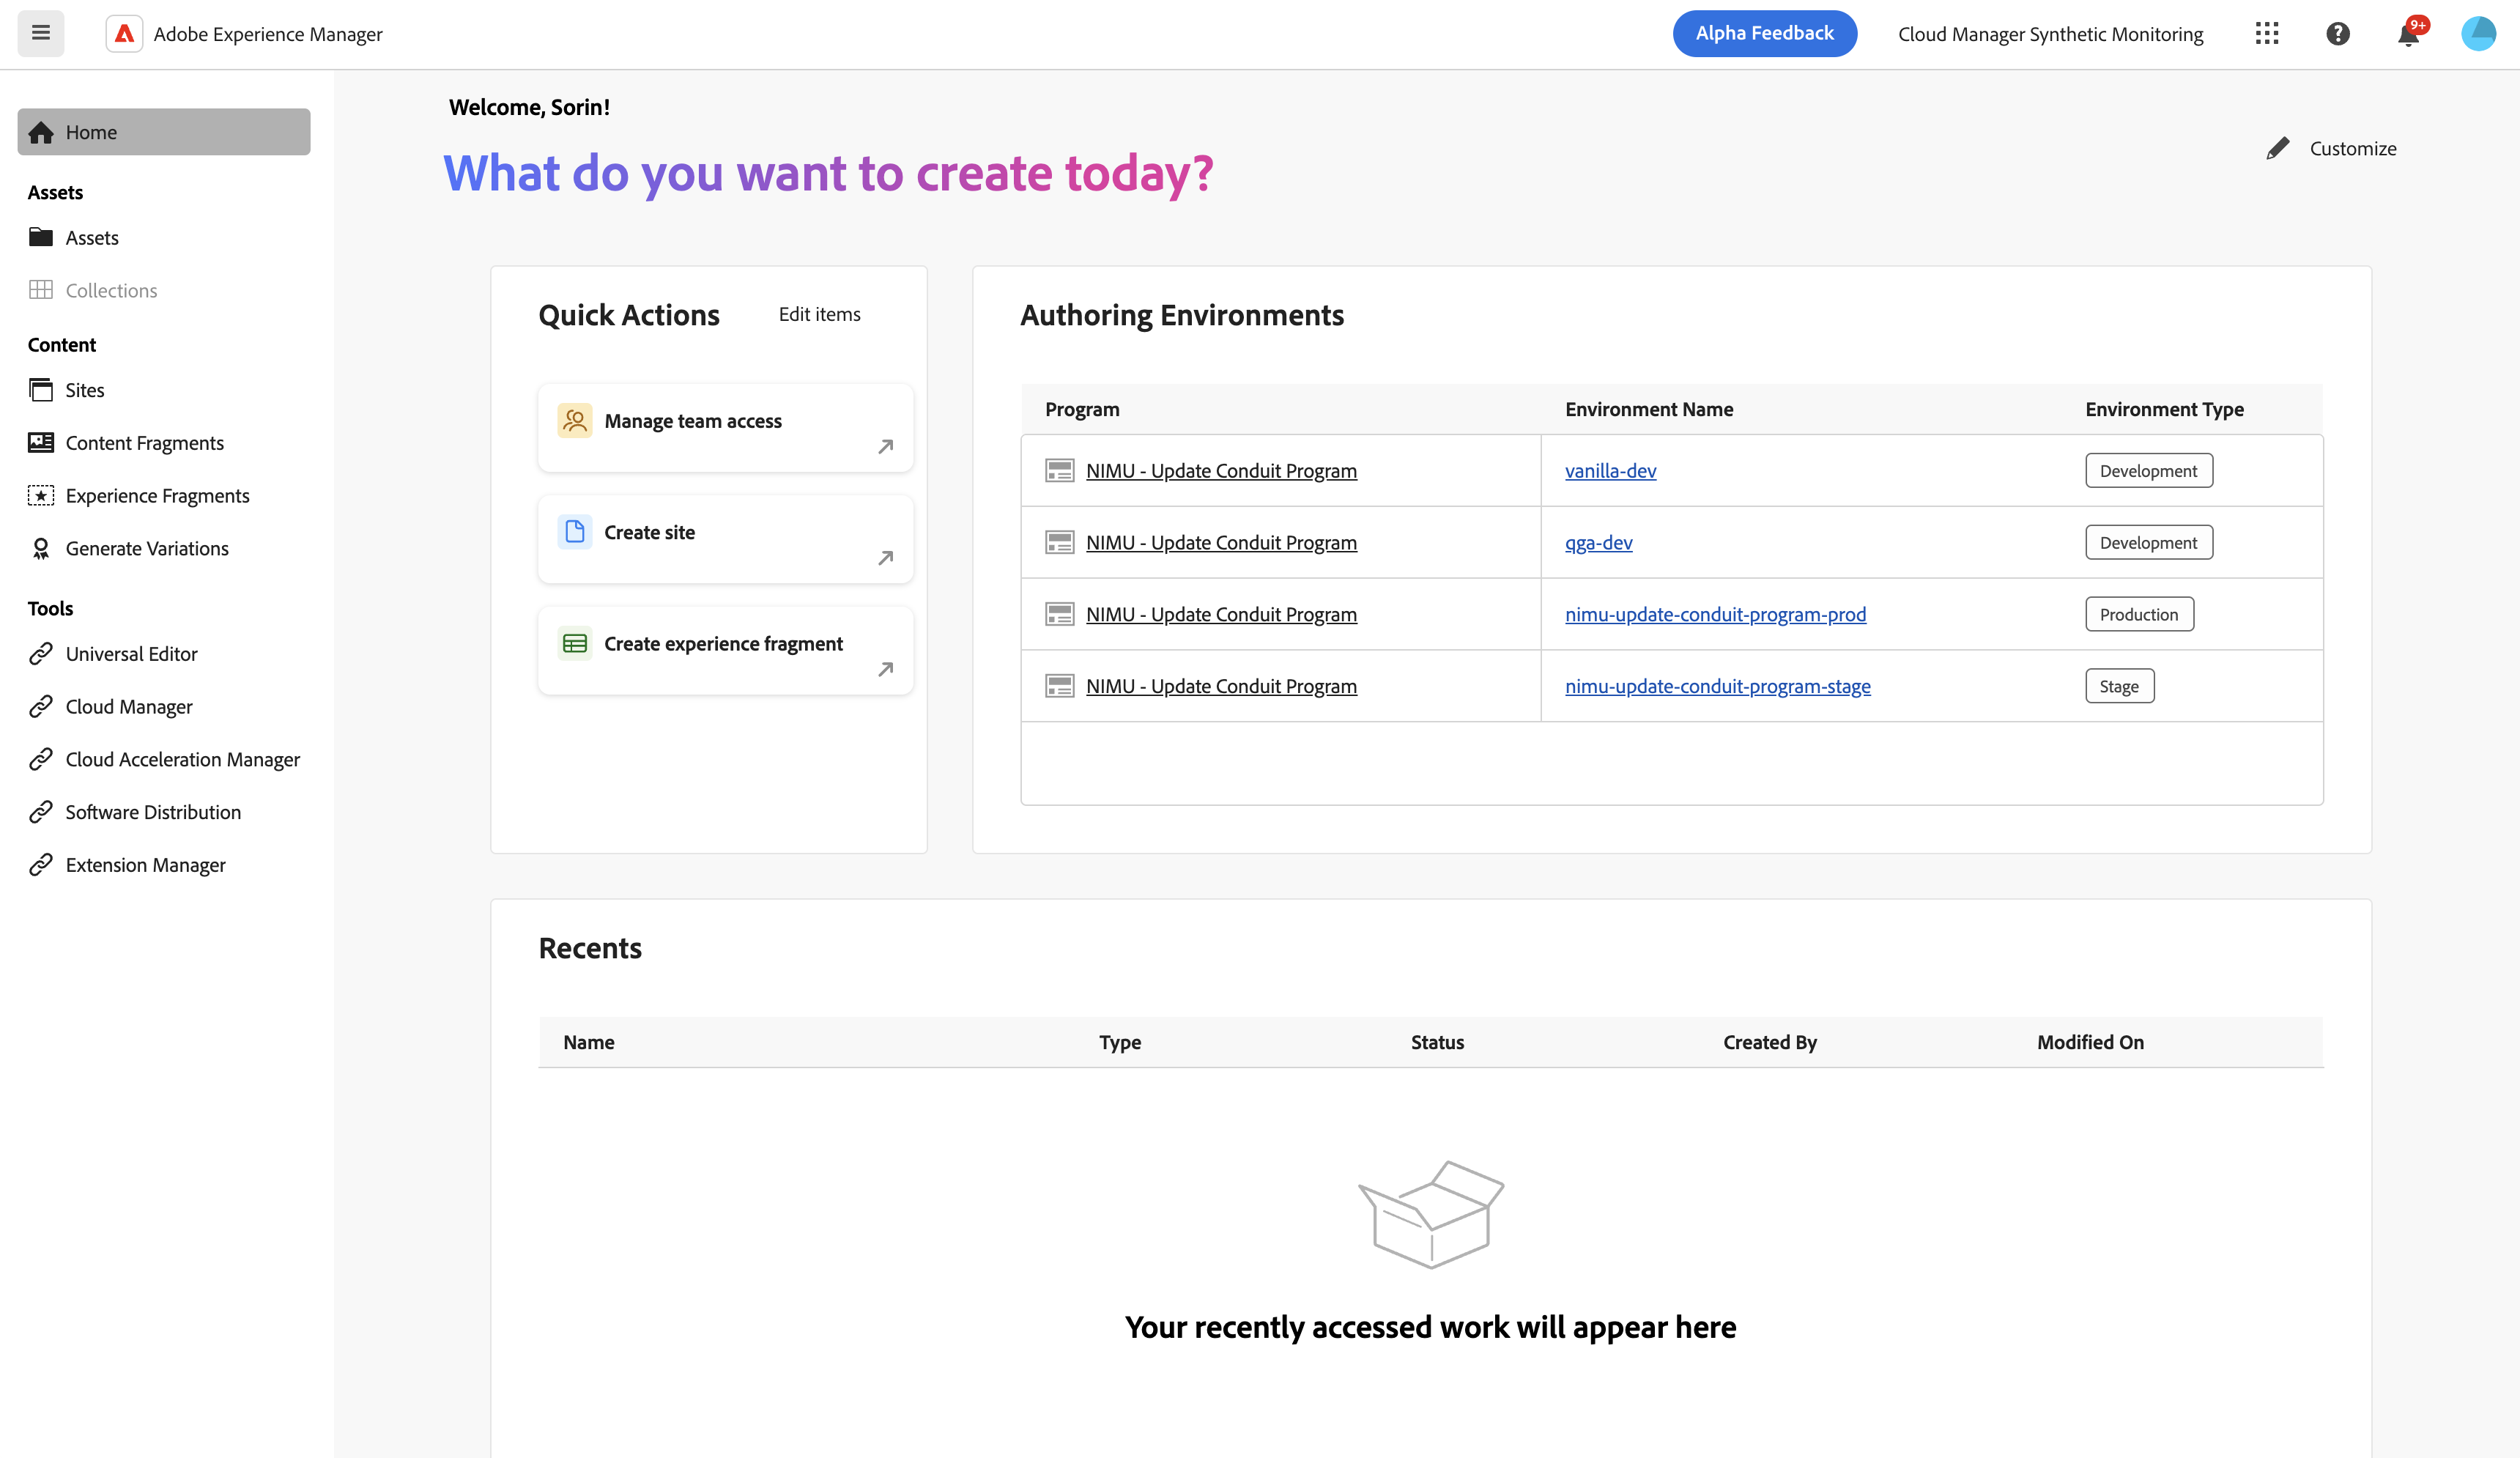 Adobe Experience Manager
Alpha Feedback
Cloud Manager Synthetic Monitoring
9+
Home
Assets
Assets
Collections
Content
Sites
Content Fragments
Experience Fragments
Generate Variations
Tools
Universal Editor
Cloud Manager
Cloud Acceleration Manager
Software Distribution
Extension Manager
Welcome, Sorin!
What do you want to create today?
Customize
Quick Actions
Edit items
Manage team access
Create site
Create experience fragment
Authoring Environments
Program Environment Name Environment Type
NIMU - Update Conduit Program vanilla-dev Development
NIMU - Update Conduit Program qga-dev Development
NIMU - Update Conduit Program nimu-update-conduit-program-prod Production
NIMU - Update Conduit Program nimu-update-conduit-program-stage Stage
Recents
Name Type Status Created By Modified On
Your recently accessed work will appear here